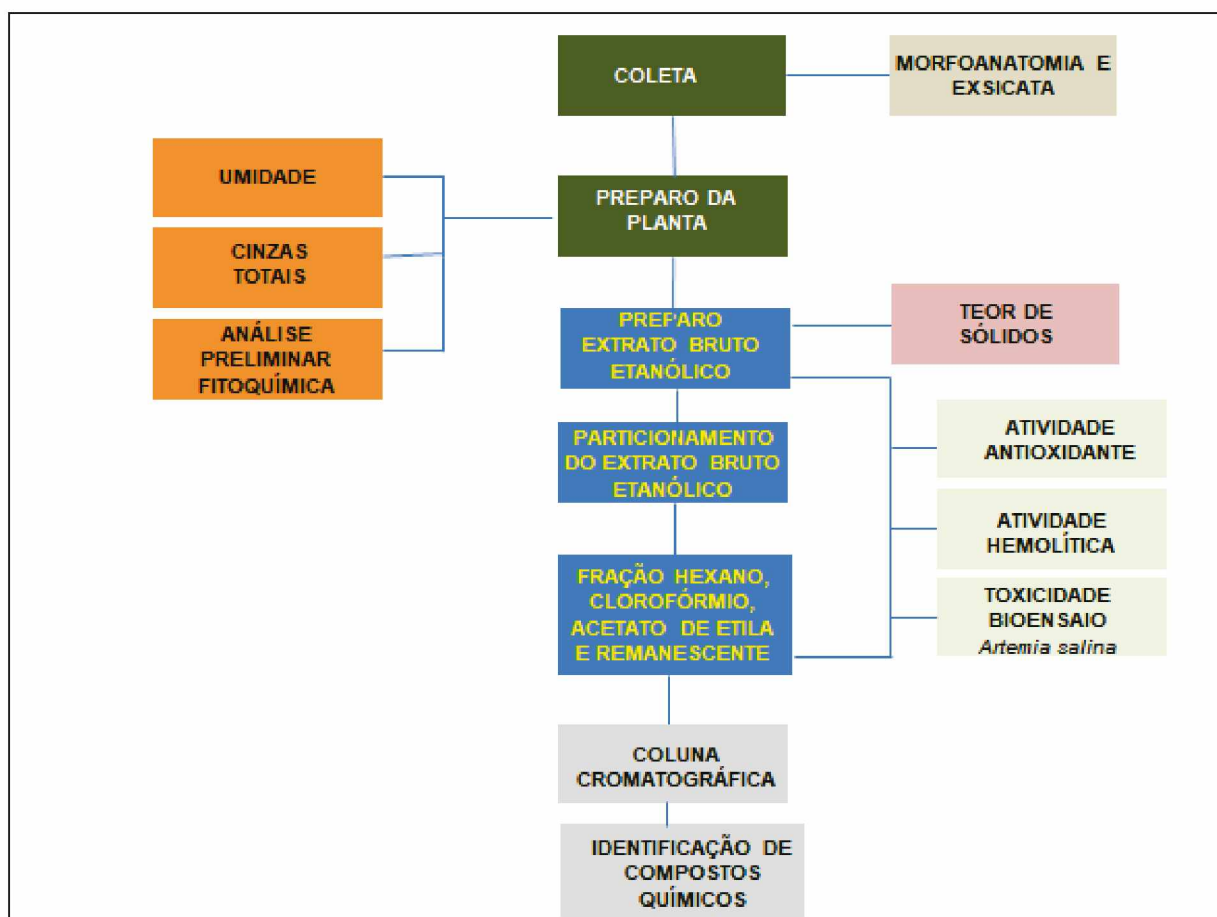 COLETA
MORFOANATOMIA E
EXSICATA
UMIDADE
CINZAS
TOTAIS
ANÁLISE
PRELIMINAR
FITOQUÍMICA
PREPARO DA
PLANTA
PREPARO
EXTRATO BRUTO
ETANÓLICO
TEOR DE
SÓLIDOS
PARTICIONAMENTO
DO EXTRATO BRUTO
ETANÓLICO
ATIVIDADE
ANTIOXIDANTE
ATIVIDADE
HEMOLÍTICA
TOXICIDADE
BIOENSAIO
Artemia salina
FRAÇÃO HEXANO,
CLOROFÓRMIO,
ACETATO DE ETILA
E REMANESCENTE
COLUNA
CROMATOGRÁFICA
IDENTIFICAÇÃO DE
COMPOSTOS
QUÍMICOS